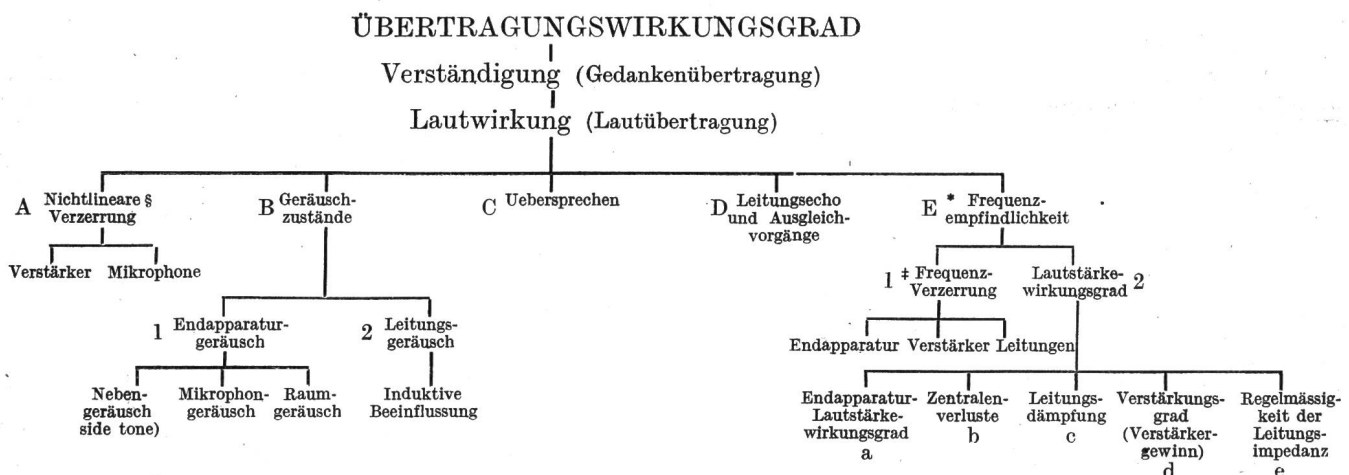 ÜBERTRAGUNGSWIRKUNGSGRAD
Verständigung (Gedankenübertragung)
Lautwirkung (Lautübertragung)
A Nichtlineare §
Verzerrung
Verstärker Mikrophone
B Geräusch-
zustände
1 Endapparatur-
geräusch
Neben-
geräusch
side tone)
Mikrophon-
geräusch
Raum-
geräusch
2 Leitungs-
geräusch
Induktive
Beeinflussung
C Uebersprechen
D Leitungsecho
und Ausgleich-
vorgänge
E * Frequenz-
empfindlichkeit
1 ‡ Frequenz-
Verzerrung
Endapparatur Verstärker Leitungen
Lautstärke-
wirkungsgrad 2
Endapparatur-
Lautstärke-
wirkungsgrad
a
Zentralen-
verluste
b
Leitungs-
dämpfung
c
Verstärkungs-
grad
(Verstärker-
gewinn)
d
Regelmässig-
keit der
Leitungs-
impedanz
e